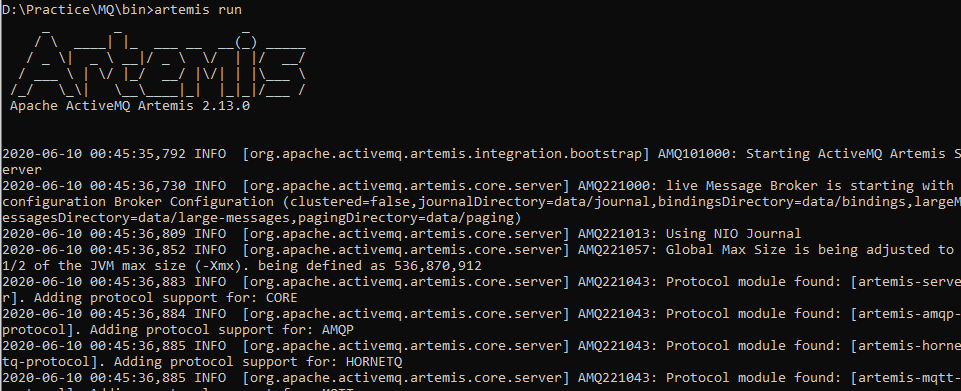 D:\Practice\MQ\bin>artemis run
Artemis
Apache ActiveMQ Artemis 2.13.0
2020-06-10 00:45:35,792 INFO  [org.apache.activemq.artemis.integration.bootstrap] AMQ101000: Starting ActiveMQ Artemis S
erver
2020-06-10 00:45:36,730 INFO  [org.apache.activemq.artemis.core.server] AMQ221000: live Message Broker is starting with
configuration Broker Configuration (clustered=false,journalDirectory=data/journal,bindingsDirectory=data/bindings,largeM
essagesDirectory=data/large-messages,pagingDirectory=data/paging)
2020-06-10 00:45:36,809 INFO  [org.apache.activemq.artemis.core.server] AMQ221013: Using NIO Journal
2020-06-10 00:45:36,852 INFO  [org.apache.activemq.artemis.core.server] AMQ221057: Global Max Size is being adjusted to
1/2 of the JVM max size (-Xmx). being defined as 536,870,912
2020-06-10 00:45:36,883 INFO  [org.apache.activemq.artemis.core.server] AMQ221043: Protocol module found: [artemis-serve
r]. Adding protocol support for: CORE
2020-06-10 00:45:36,884 INFO  [org.apache.activemq.artemis.core.server] AMQ221043: Protocol module found: [artemis-amqp-
protocol]. Adding protocol support for: AMQP
2020-06-10 00:45:36,885 INFO  [org.apache.activemq.artemis.core.server] AMQ221043: Protocol module found: [artemis-horne
tq-protocol]. Adding protocol support for: HORNETQ
2020-06-10 00:45:36,885 INFO  [org.apache.activemq.artemis.core.server] AMQ221043: Protocol module found: [artemis-mqtt-